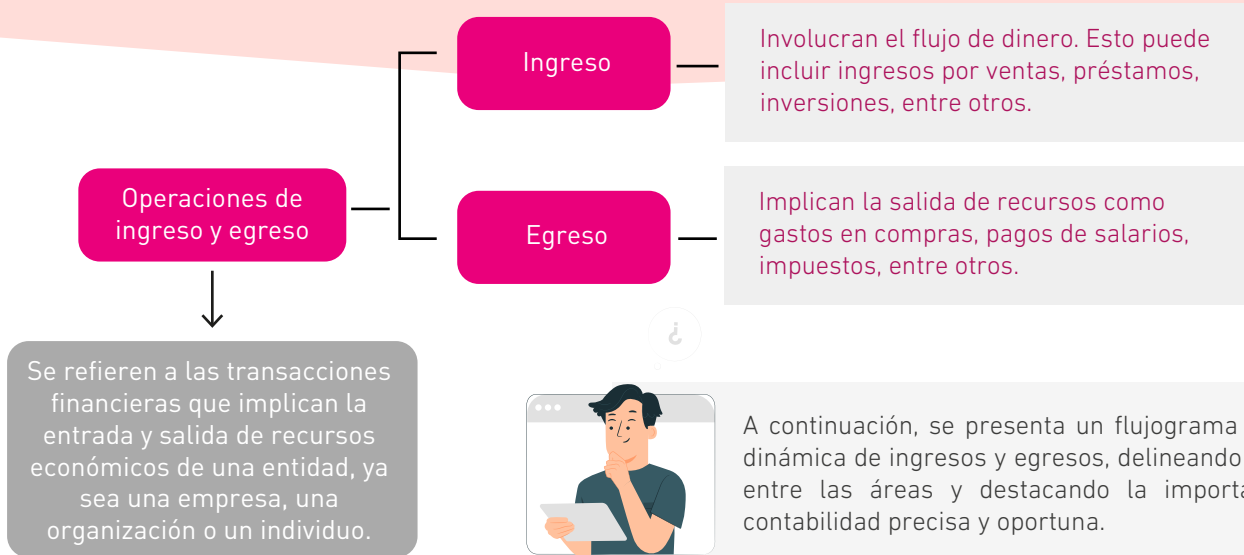 Ingreso
Involucran el flujo de dinero. Esto puede
incluir ingresos por ventas, préstamos,
inversiones, entre otros.
Operaciones de
ingreso y egreso
Egreso
Implican la salida de recursos como
gastos en compras, pagos de salarios,
impuestos, entre otros.
¿
Se refieren a las transacciones
financieras que implican la
entrada y salida de recursos
económicos de una entidad, ya
sea una empresa, una
organización o un individuo.
A continuación, se presenta un flujograma
dinámica de ingresos y egresos, delineando
entre las áreas y destacando la
contabilidad precisa y oportuna.